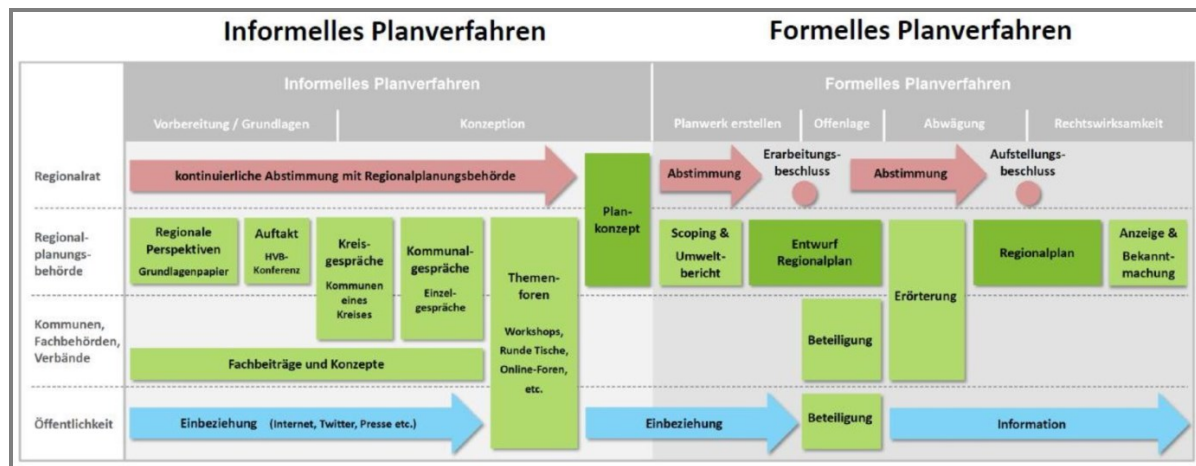 Informelles Planverfahren
Formelles Planverfahren
Informelles Planverfahren
Formelles Planverfahren
Vorbereitung / Grundlagen
Konzeption
Planwerk erstellen
Offenlage
Abwägung
Rechtswirksamkeit
Regionalrat
kontinuierliche Abstimmung mit Regionalplanungsbehörde
Plan-
konzept
Abstimmung
Erarbeitungs-
beschluss
Abstimmung
Aufstellungs-
beschluss
Regional-
planungs-
behörde
Regionale
Perspektiven
Grundlagenpapier
Auftakt
HVB-
Konferenz
Kreis-
gespräche
Kommunen
eines
Kreises
Kommunal-
gespräche
Einzel-
gespräche
Themen-
foren
Workshops,
Runde Tische,
Online-Foren,
etc.
Scoping &
Umwelt-
bericht
Entwurf
Regionalplan
Erörterung
Regionalplan
Anzeige &
Bekannt-
machung
Kommunen,
Fachbehörden,
Verbände
Fachbeiträge und Konzepte
Beteiligung
Öffentlichkeit
Einbeziehung (Internet, Twitter, Presse etc.)
Einbeziehung
Beteiligung
Information